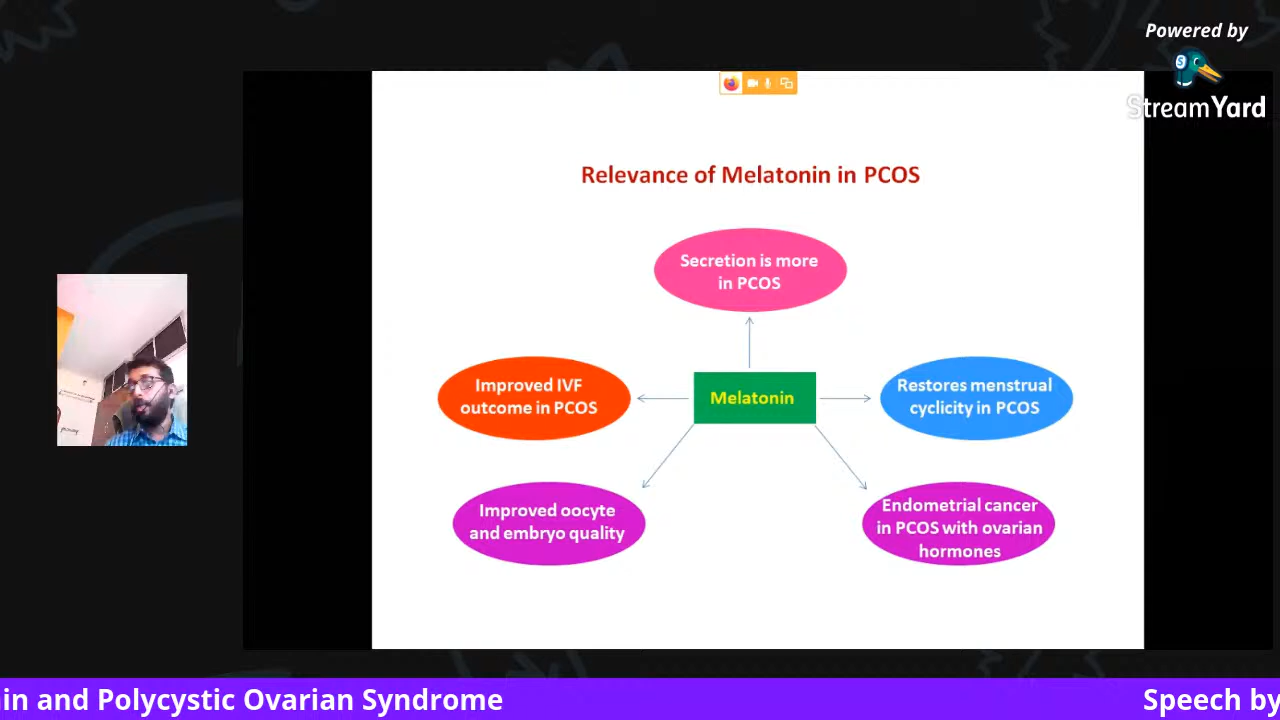 Powered by
StreamYard
Relevance of Melatonin in PCOS
Secretion is more
in PCOS
Improved IVF
outcome in PCOS
Melatonin
Restores menstrual
cyclicity in PCOS
Improved oocyte
and embryo quality
Endometrial cancer
in PCOS with ovarian
hormones
in and Polycystic Ovarian Syndrome
Speech by